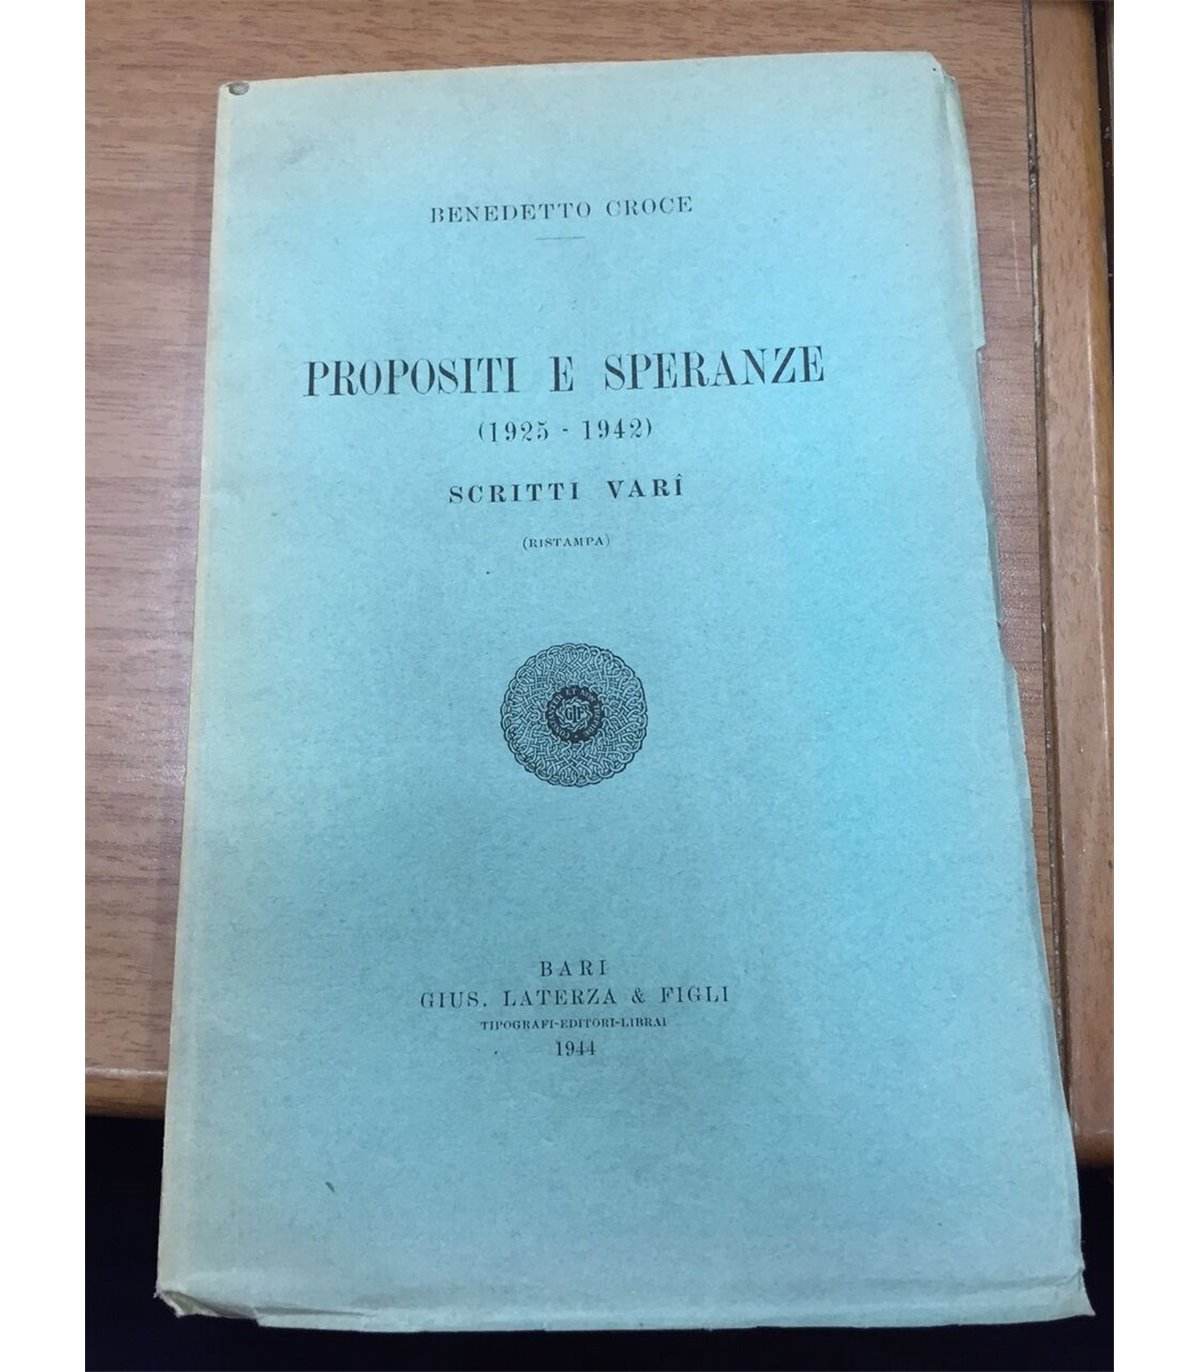 BENEDETTO CROCE
PROPOSITI E SPERANZE
(1925 - 1942)
SCRITTI VARÎ
(RISTAMPA)
BARI
GIUS. LATERZA & FIGLI
TIPOGRAFI-EDITORI-LIBRAI
1944